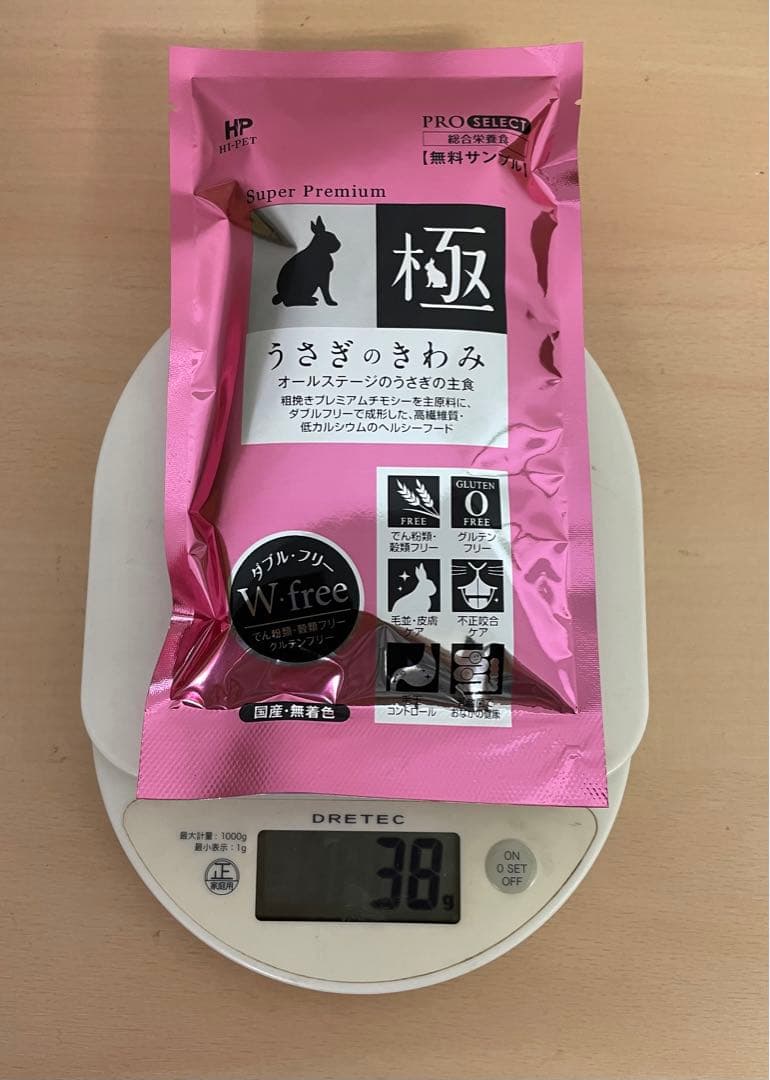 HP
HI-PET
PRO SELECT
総合栄養食
【無料サンプル】
Super Premium
極
うさぎのきわみ
オールステージのうさぎの主食
粗挽きプレミアムチモシーを主原料に、
ダブルフリーで成形した、高繊維質・
低カルシウムのヘルシーフード
FREE
でん粉類・
穀類フリー
GLUTEN
0
FREE
グルテン
フリー
ダブル・フリー
W・free
でん粉類・穀類フリー
グルテンフリー
毛並・皮膚
ケア
不正咬合
ケア
コントロール
おなかの健康
国産・無着色
DRETEC
最大計量:1000g
最小表示:1g
正
家庭用
38g
ON
0 SET
OFF